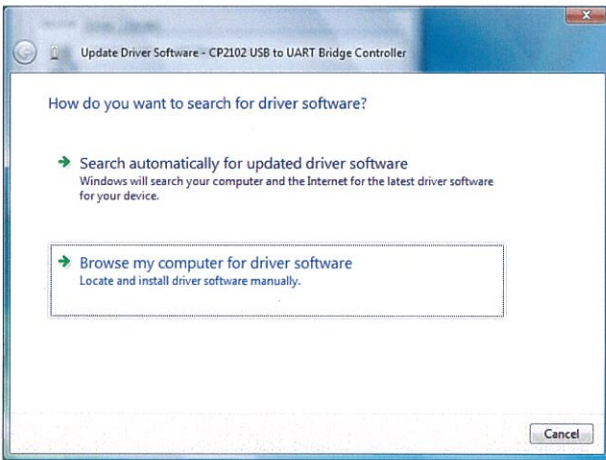 Update Driver Software - CP2102 USB to UART Bridge Controller
How do you want to search for driver software?
Search automatically for updated driver software
Windows will search your computer and the Internet for the latest driver software
for your device.
Browse my computer for driver software
Locate and install driver software manually.
Cancel